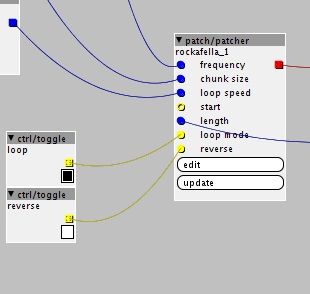 patch/patcher
rockafella_1
frequency
chunk size
loop speed
start
length
loop mode
reverse
edit
update
ctrl/toggle
loop
ctrl/toggle
reverse